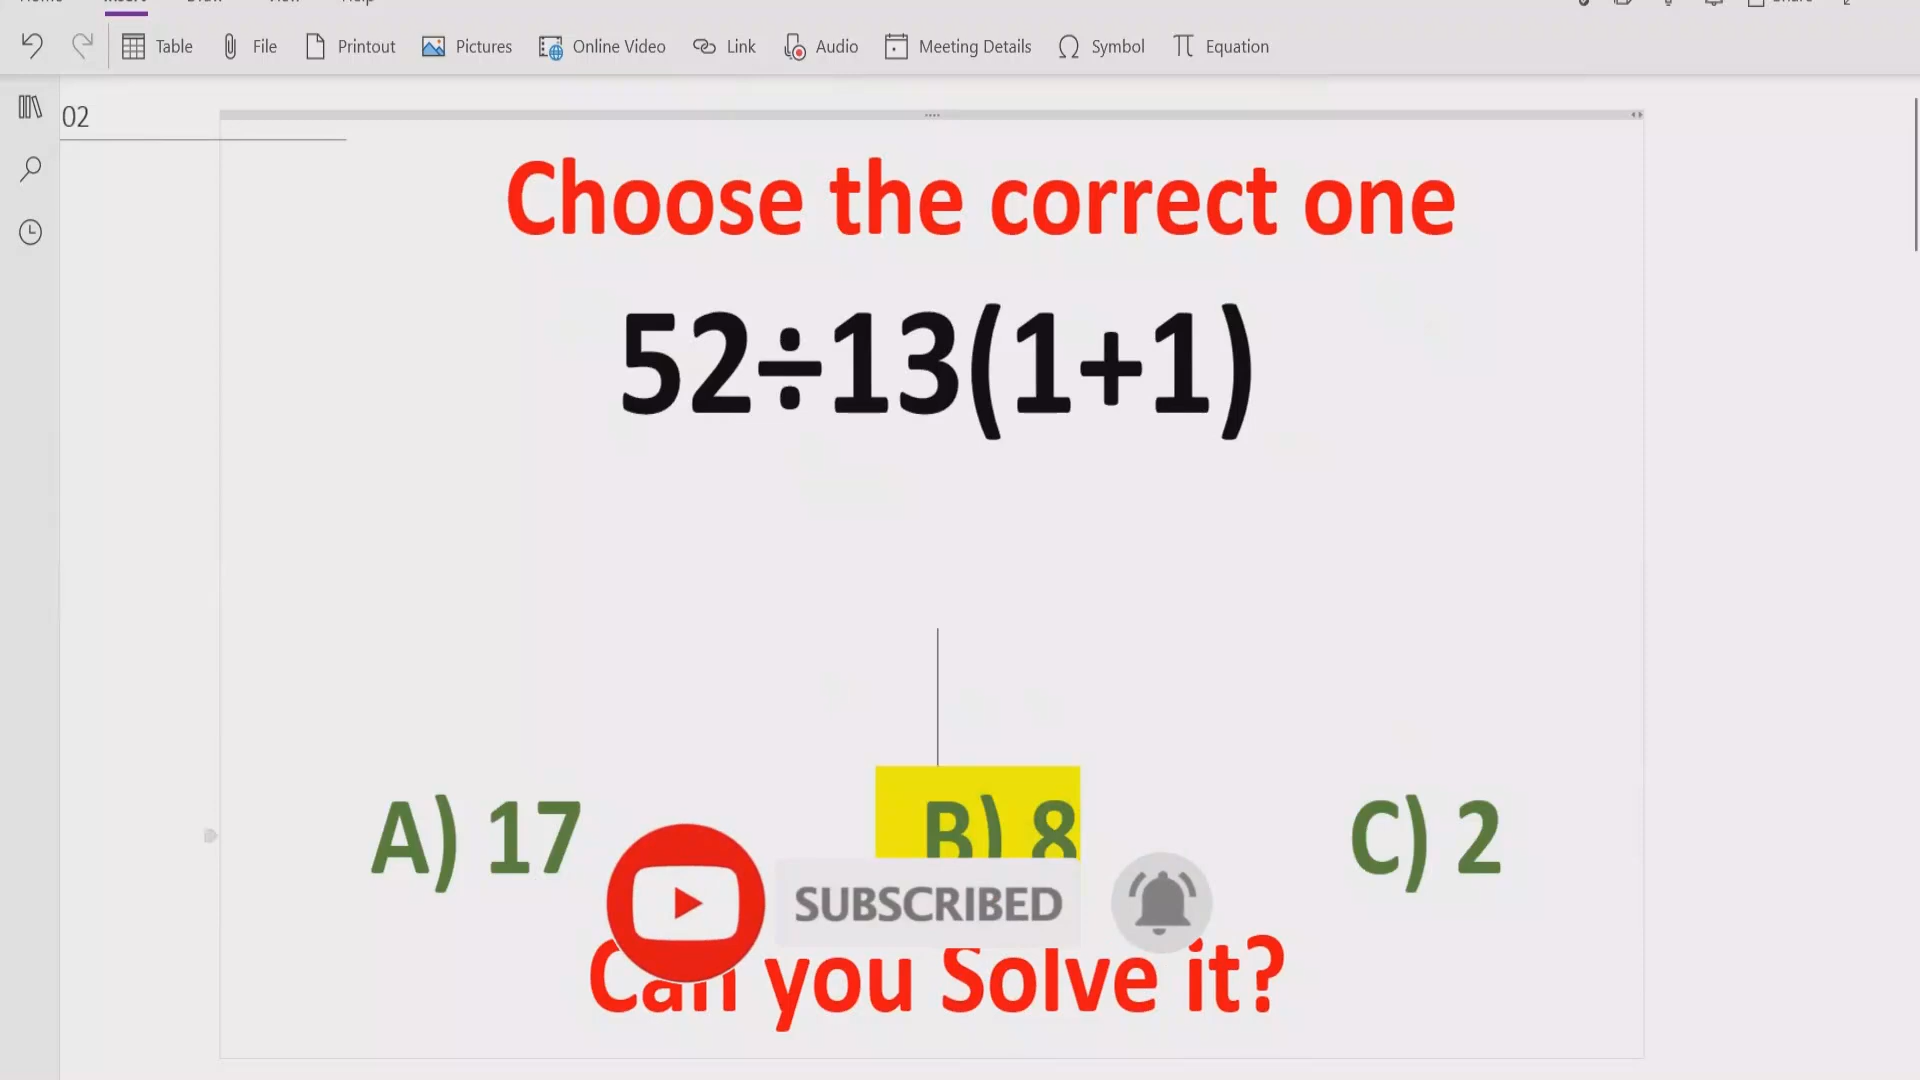 Table File Printout Pictures Online Video Link Audio Meeting Details Symbol Equation
02
Choose the correct one
52÷13(1+1)
A) 17 B) 8 C) 2
SUBSCRIBED
Can you Solve it?